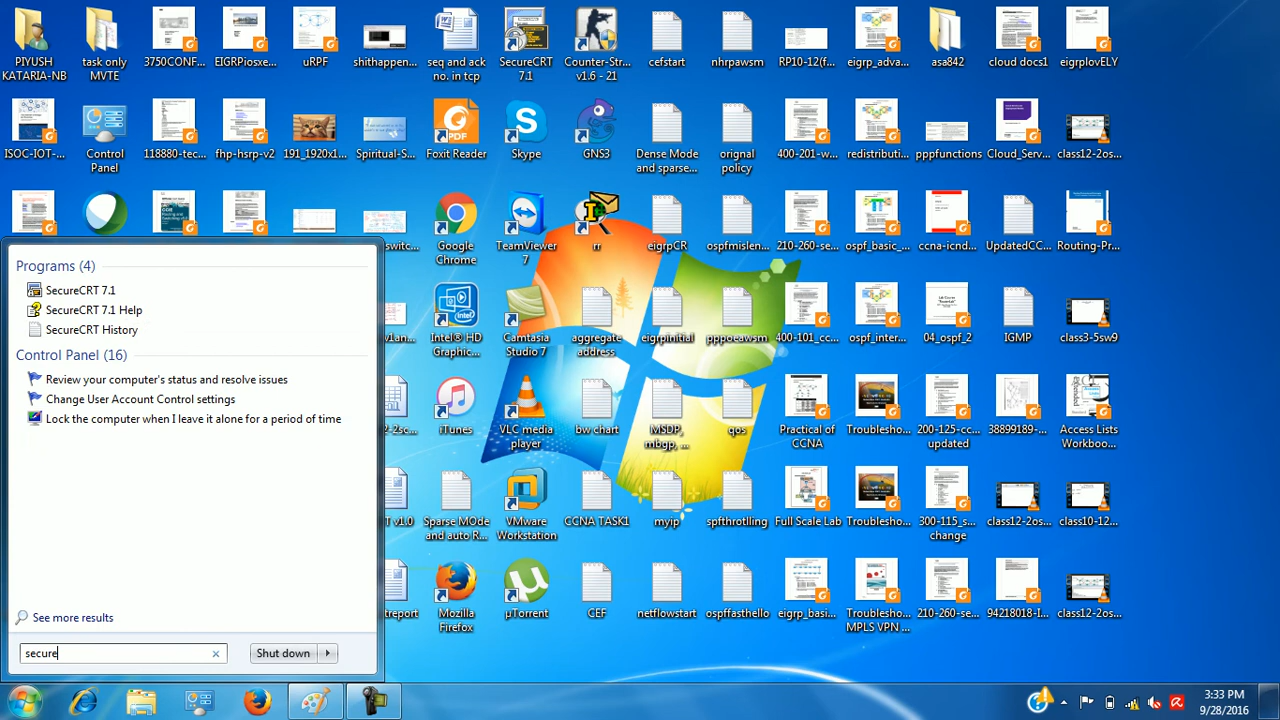 PIYUSH
KATARIA-NB
task only
MVTE
3750CONF...
EIGRPiosxe...
uRPF
shithappen...
seq and ack
no. in tcp
SecureCRT
7.1
Counter-Str...
v1.6 - 21
cefstart
nhrpawsm
RP10-12(f...
eigrp_adva...
asa842
cloud docs1
eigrplovELY
ISOC-IOT-...
Control
Panel
118880-tec...
fhp-hsrp-v2
191_1920x1...
Spiritual-S...
Foxit Reader
Skype
GNS3
Dense Mode
and sparse...
orignal
policy
400-201-w...
redistributi...
pppfunctions
Cloud_Serv...
class12-2os...
switc...
Google
Chrome
TeamViewer
7
rr
eigrpCR
ospfmislen...
210-260-se...
ospf_basic_...
ccna-icnd...
UpdatedCC...
Routing-Pr...
Intel® HD
Graphic...
Camtasia
Studio 7
aggregate
address
eigrpinitial
pppoeawsm
400-101_cc...
ospf_inter...
04_ospf_2
IGMP
class3-5sw9
iTunes
VLC media
player
bw chart
MSDP,
mbgp, ...
qos
Practical of
CCNA
Troublesho...
200-125-cc...
updated
38899189-...
Access Lists
Workboo...
T v1.0
Sparse MOde
and auto R...
VMware
Workstation
CCNA TASK1
myip
spfthrotlling
Full Scale Lab
Troublesho...
300-115_s...
change
class12-2os...
class10-12...
Mozilla
Firefox
µTorrent
CEF
netflowstart
ospffasthello
eigrp_basi...
Troublesho...
MPLS VPN ...
210-260-se...
94218018-I...
class12-2os...
Programs (4)
SecureCRT 7.1
SecureCRT 7.1 Help
SecureCRT History
Control Panel (16)
Review your computer's status and resolve issues
Change User Account Control settings
Lock the computer when I leave it alone for a period of time
See more results
secure
Shut down
3:33 PM
9/28/2016